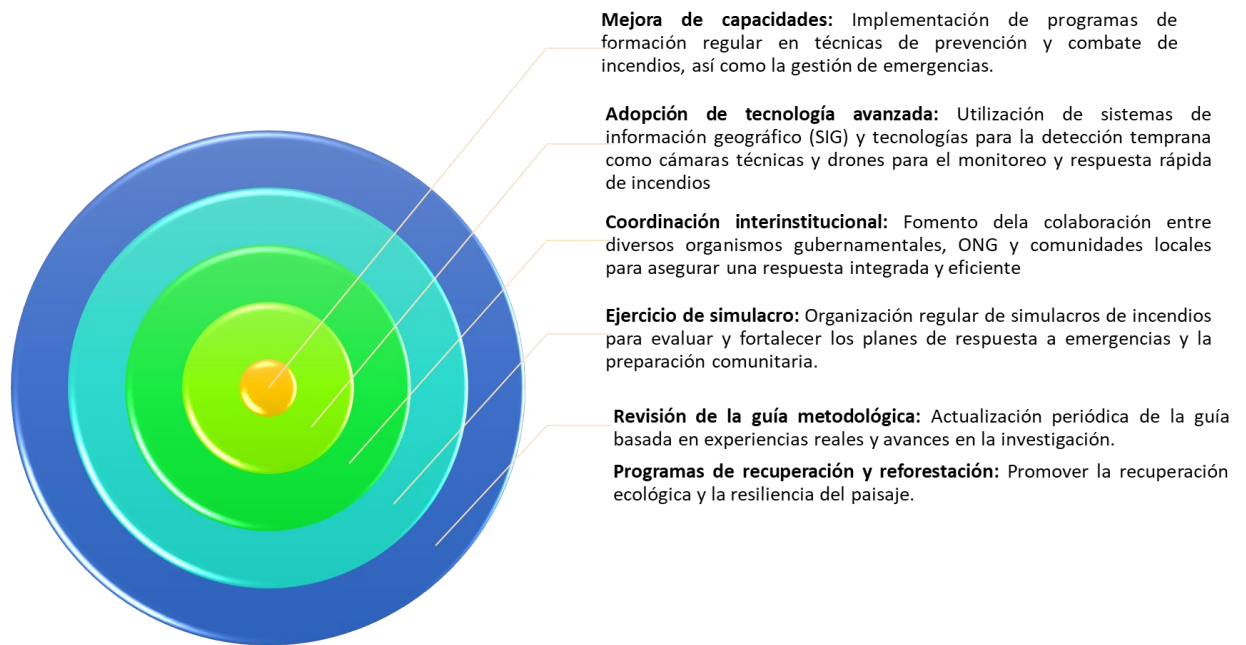 Mejora de capacidades: Implementación de programas de
formación regular en técnicas de prevención y combate de
incendios, así como la gestión de emergencias.
Adopción de tecnología avanzada: Utilización de sistemas de
información geográfico (SIG) y tecnologías para la detección temprana
como cámaras técnicas y drones para el monitoreo y respuesta rápida
de incendios
Coordinación interinstitucional: Fomento dela colaboración entre
diversos organismos gubernamentales, ONG y comunidades locales
para asegurar una respuesta integrada y eficiente
Ejercicio de simulacro: Organización regular de simulacros de incendios
para evaluar y fortalecer los planes de respuesta a emergencias y la
preparación comunitaria.
Revisión de la guía metodológica: Actualización periódica de la guía
basada en experiencias reales y avances en la investigación.
Programas de recuperación y reforestación: Promover la recuperación
ecológica y la resiliencia del paisaje.